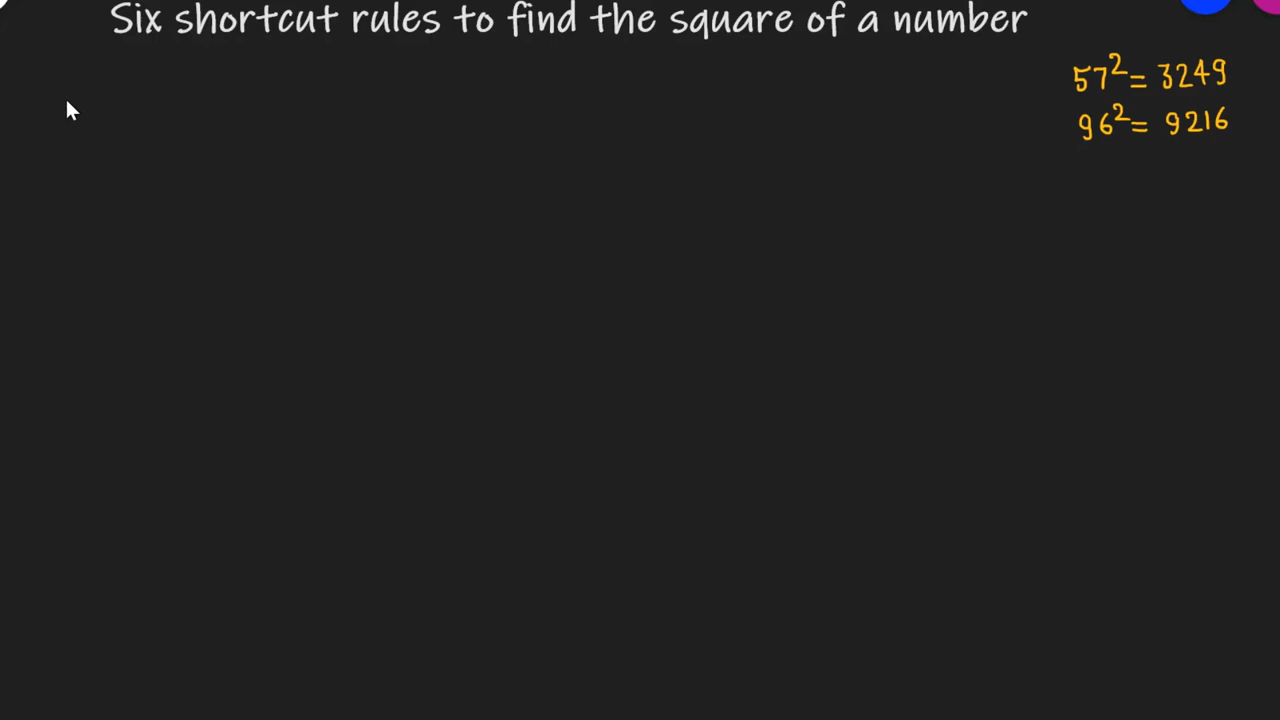 Six shortcut rules to find the square of a number
57² = 3249
96² = 9216